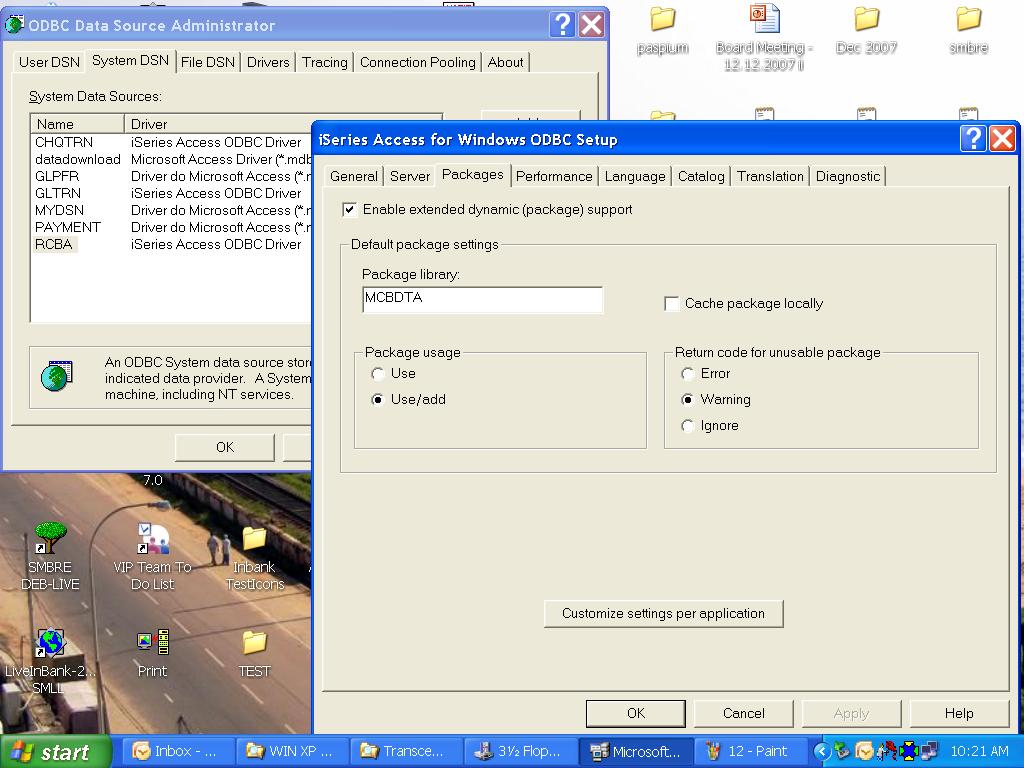 ODBC Data Source Administrator
User DSN
System DSN
File DSN
Drivers
Tracing
Connection Pooling
About
System Data Sources:
Name
Driver
CHQTRN
iSeries Access ODBC Driver
datadownload
Microsoft Access Driver (*.mdb
GLPFR
Driver do Microsoft Access (*.m
GLTRN
iSeries Access ODBC Driver
MYDSN
Driver do Microsoft Access (*.m
PAYMENT
Driver do Microsoft Access (*.m
RCBA
iSeries Access ODBC Driver
An ODBC System data source store
indicated data provider. A System
machine, including NT services.
OK
paspium
Board Meeting -
12.12.2007 ii
Dec 2007
smbre
iSeries Access for Windows ODBC Setup
General
Server
Packages
Performance
Language
Catalog
Translation
Diagnostic
Enable extended dynamic (package) support
Default package settings
Package library:
MCBDTA
Cache package locally
Package usage
Use
Use/add
Return code for unusable package
Error
Warning
Ignore
Customize settings per application
OK
Cancel
Apply
Help
7.0
SMBRE
DEB-LIVE
VIP Team To
Do List
Inbank
TestIcons
LiveInBank-2...
SMLL
Print
TEST
start
Inbox - ...
WIN XP ...
Transce...
3½ Flop...
Microsoft...
12 - Paint
10:21 AM